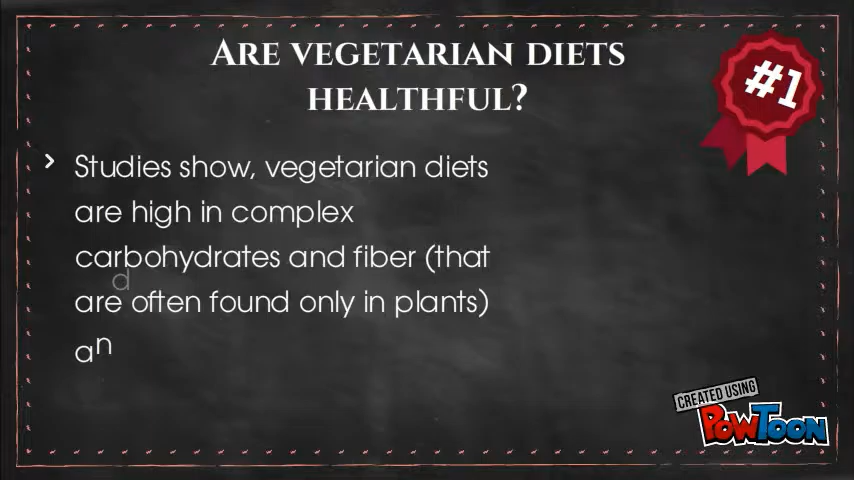 ARE VEGETARIAN DIETS
HEALTHFUL?
#1
› Studies show, vegetarian diets
are high in complex
carbohydrates and fiber (that
are often found only in plants)
and
CREATED USING
POWTOON